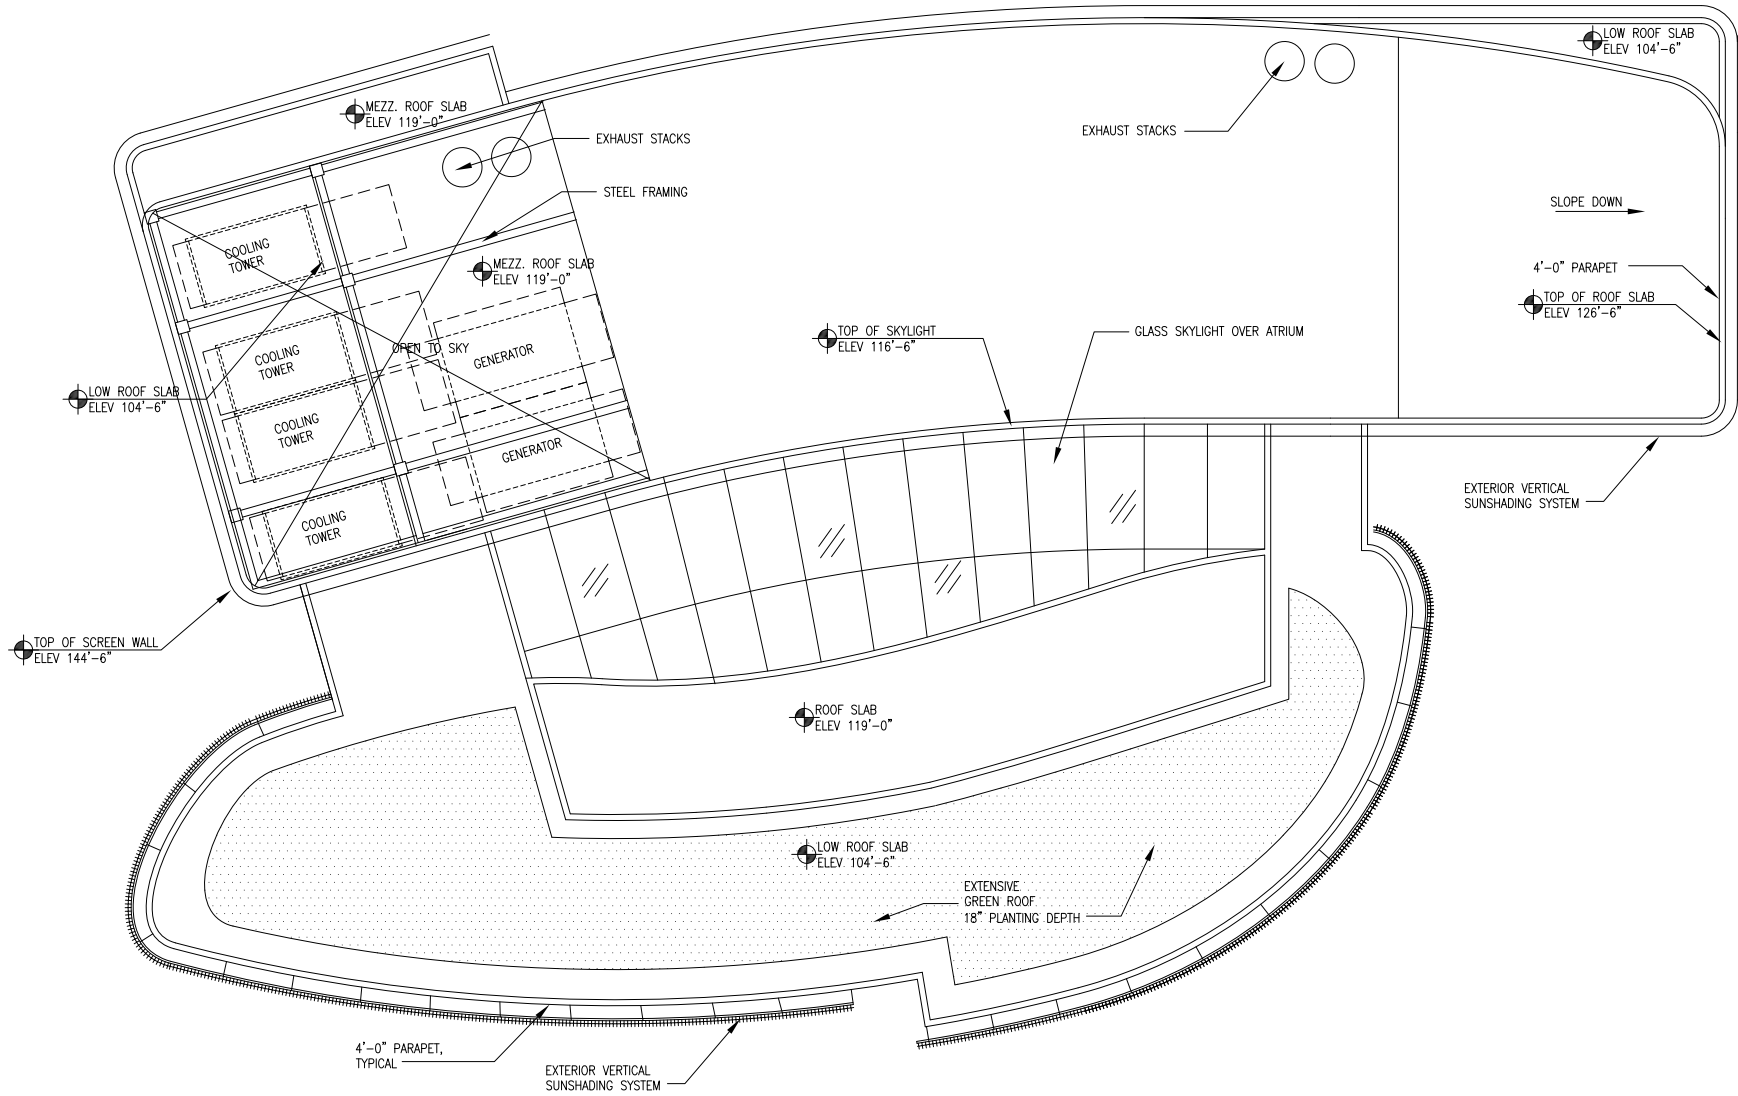 LOW ROOF SLAB
ELEV 104'-6"
MEZZ. ROOF SLAB
ELEV 119'-0"
EXHAUST STACKS
EXHAUST STACKS
STEEL FRAMING
SLOPE DOWN
COOLING
TOWER
MEZZ. ROOF SLAB
ELEV 119'-0"
4'-0" PARAPET
TOP OF ROOF SLAB
ELEV 126'-6"
TOP OF SKYLIGHT
ELEV 116'-6"
GLASS SKYLIGHT OVER ATRIUM
OPEN TO SKY
GENERATOR
COOLING
TOWER
LOW ROOF SLAB
ELEV 104'-6"
COOLING
TOWER
GENERATOR
EXTERIOR VERTICAL
SUNSHADING SYSTEM
COOLING
TOWER
TOP OF SCREEN WALL
ELEV 144'-6"
ROOF SLAB
ELEV 119'-0"
LOW ROOF SLAB
ELEV 104'-6"
EXTENSIVE
GREEN ROOF
18" PLANTING DEPTH
4'-0" PARAPET,
TYPICAL
EXTERIOR VERTICAL
SUNSHADING SYSTEM